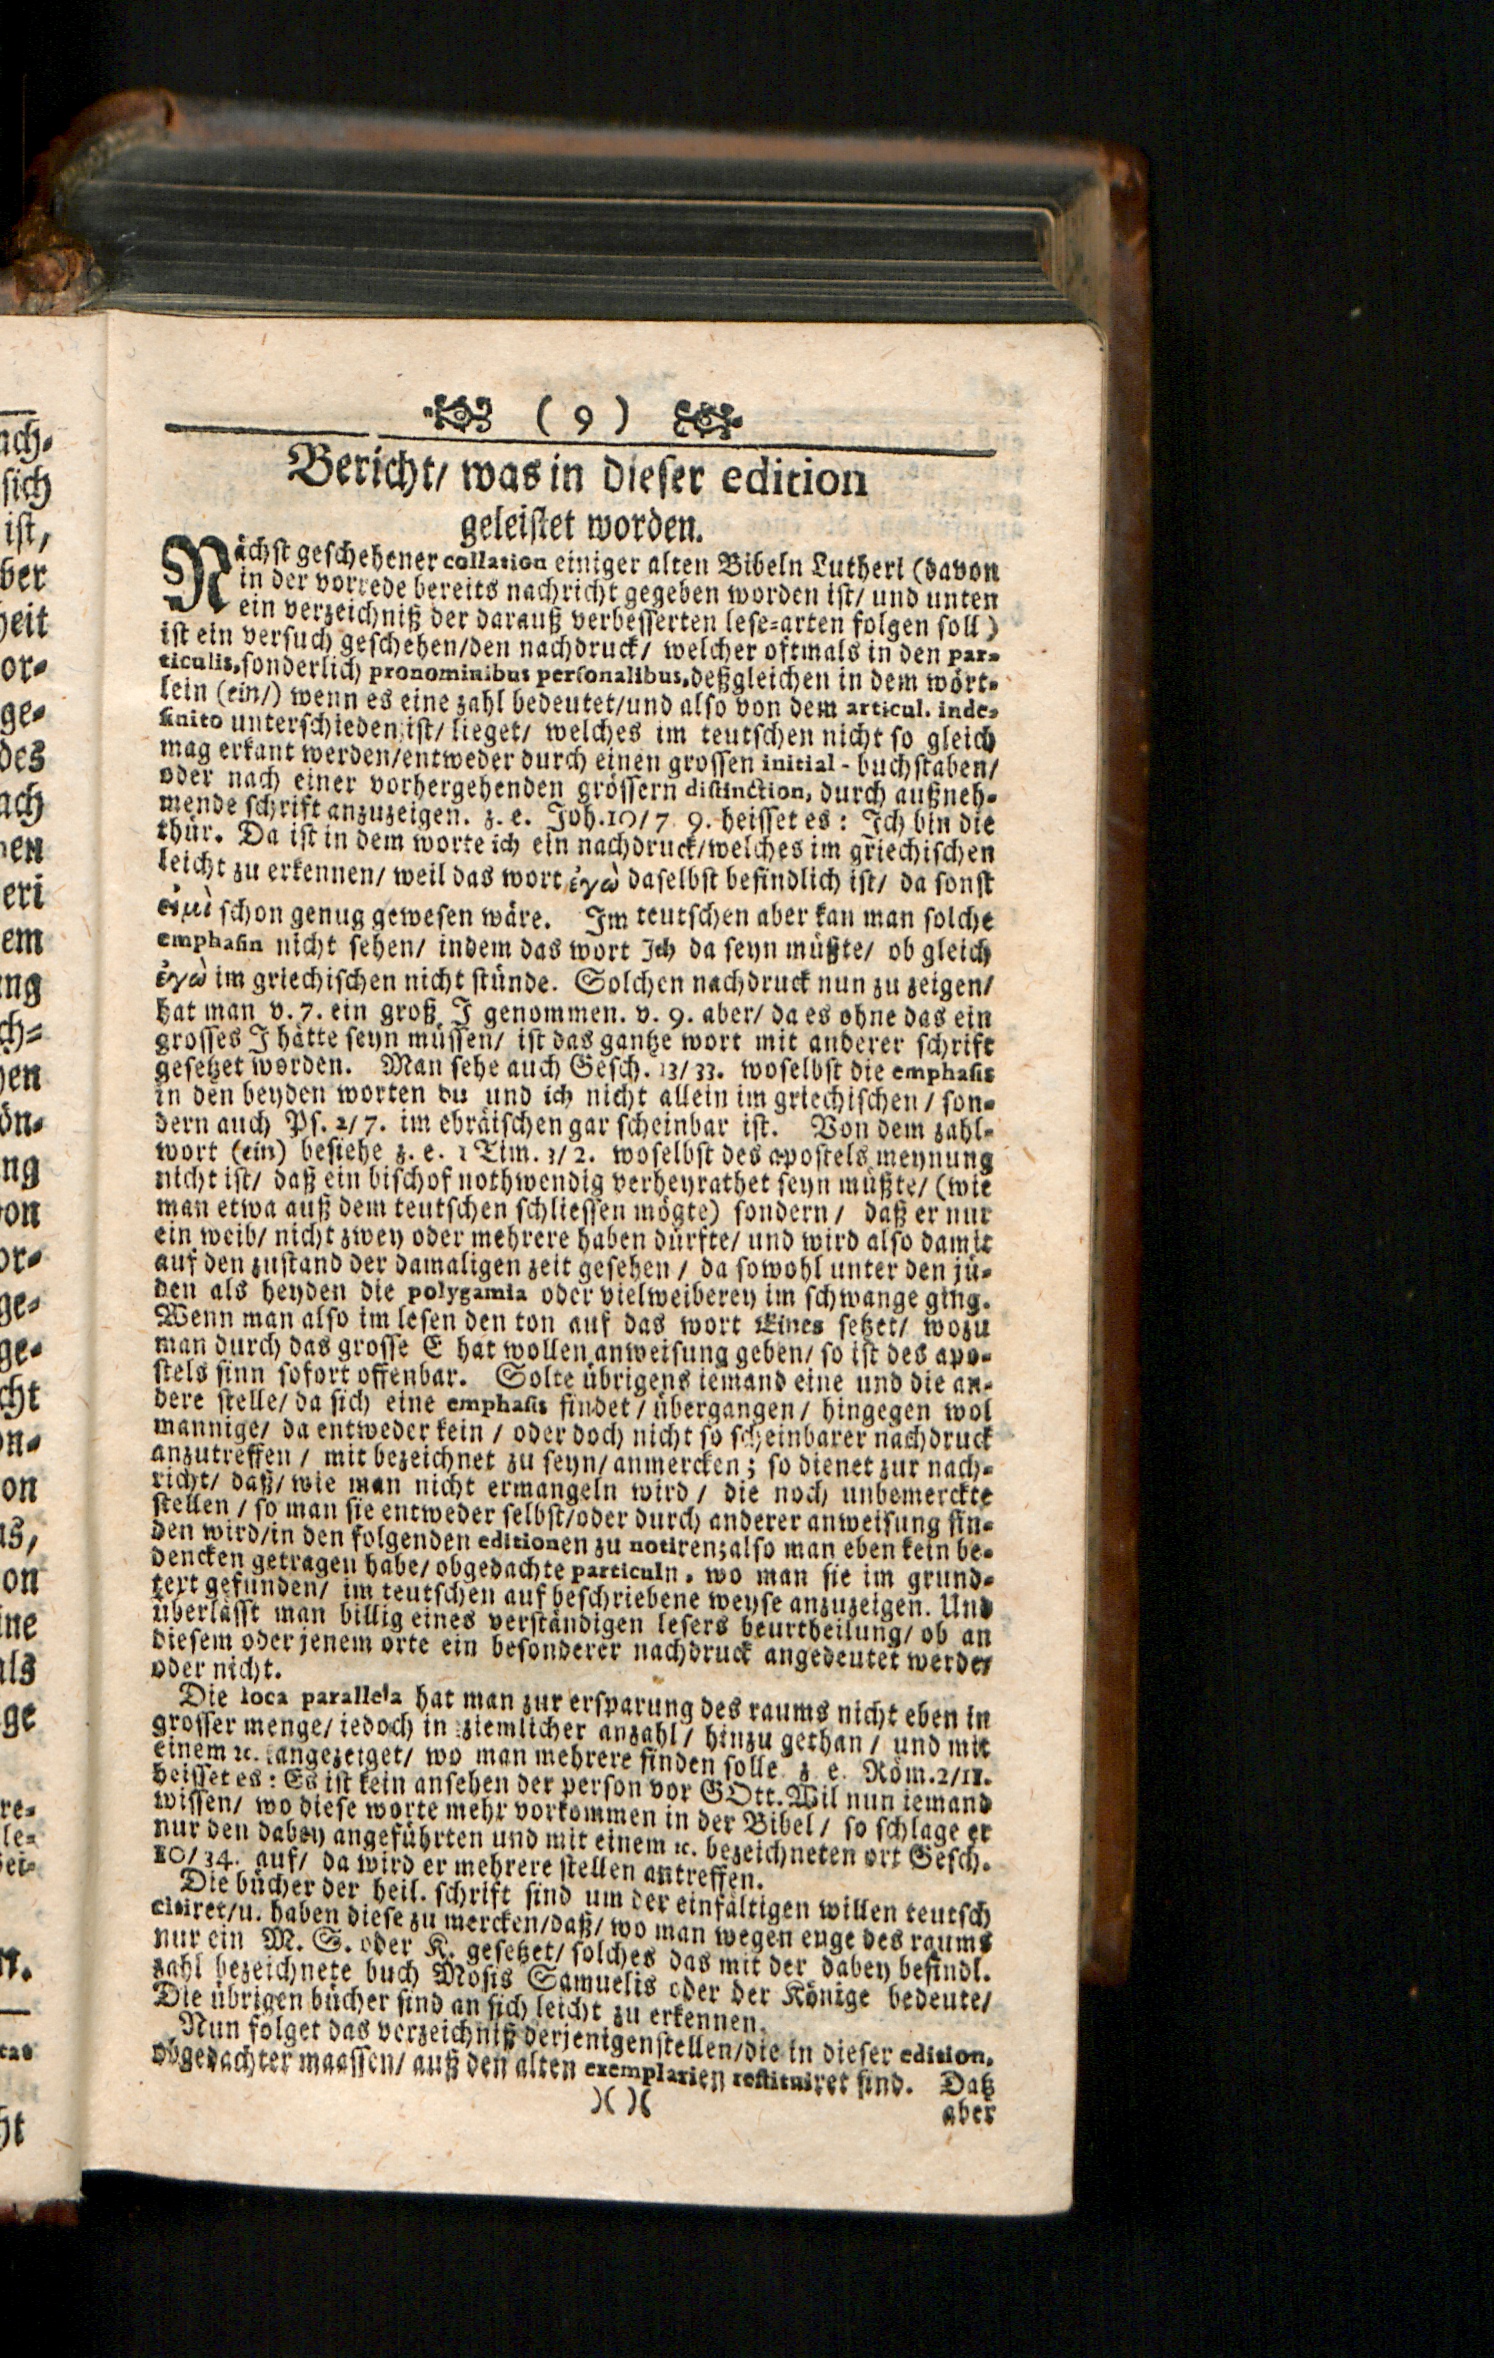 ( 9 )
Bericht/ was in dieser edition
geleistet worden.
Nächst geschehener collation einiger alten Bibeln Lutheri (davon
in der vorrede bereits nachricht gegeben worden ist/ und unten
ein verzeichniß der darauß verbesserten lese-arten folgen soll)
ist ein versuch geschehen/den nachdruck/ welcher oftmals in den par-
ticulis, sonderlich pronominibus personalibus, deßgleichen in dem wört-
lein (ein/) wenn es eine zahl bedeutet/und also von dem articul. inde-
finito unterschieden ist/ lieget/ welches im teutschen nicht so gleich
mag erkant werden/entweder durch einen grossen initial-buchstaben/
oder nach einer vorhergehenden grössern distinction, durch außneh-
mende schrift anzuzeigen. z. e. Joh.10/7 9. heisset es: Ich bin die
thür. Da ist in dem worte ich ein nachdruck/welches im griechischen
leicht zu erkennen/ weil das wort ἐγὼ daselbst befindlich ist/ da sonst
εἰμὶ schon genug gewesen wäre. Im teutschen aber kan man solche
emphasin nicht sehen/ indem das wort Ich da seyn müßte/ ob gleich
ἐγὼ im griechischen nicht stünde. Solchen nachdruck nun zu zeigen/
hat man v. 7. ein groß J genommen. v. 9. aber/ da es ohne das ein
grosses J hätte seyn müssen/ ist das gantze wort mit anderer schrift
gesetzet worden. Man sehe auch Gesch. 13/33. woselbst die emphasis
in den beyden worten du und ich nicht allein im griechischen/ son-
dern auch Ps. 2/7. im ebräischen gar scheinbar ist. Von dem zahl-
wort (ein) besiehe z. e. 1 Tim. 3/2. woselbst des apostels meynung
nicht ist/ daß ein bischof nothwendig verheyrathet seyn müßte/ (wie
man etwa auß dem teutschen schliessen mögte) sondern/ daß er nur
ein weib/ nicht zwey oder mehrere haben dürfte/ und wird also damit
auf den zustand der damaligen zeit gesehen/ da sowohl unter den jü-
den als heyden die polygamia oder vielweiberey im schwange ging.
Wenn man also im lesen den ton auf das wort Eines setzet/ wozu
man durch das grosse E hat wollen anweisung geben/ so ist des apo-
stels sinn sofort offenbar. Solte übrigens iemand eine und die an-
dere stelle/ da sich eine emphasis findet/ übergangen/ hingegen wol
mannige/ da entweder kein/ oder doch nicht so scheinbarer nachdruck
anzutreffen/ mit bezeichnet zu seyn/anmercken; so dienet zur nach-
richt/ daß/ wie man nicht ermangeln wird/ die noch unbemerckte
stellen/ so man sie entweder selbst/oder durch anderer anweisung fin-
den wird/in den folgenden editionen zu notiren;also man eben kein be-
dencken getragen habe/ obgedachte particuln, wo man sie im grund-
text gefunden/ im teutschen auf beschriebene weyse anzuzeigen. Und
überlässt man billig eines verständigen lesers beurtheilung/ ob an
diesem oder jenem orte ein besonderer nachdruck angedeutet werde/
oder nicht.
Die loca parallela hat man zur ersparung des raums nicht eben in
grosser menge/ iedoch in ziemlicher anzahl/ hinzu gethan/ und mit
einem ꝛc. angezeiget/ wo man mehrere finden solle z e. Röm.2/11.
heisset es: Es ist kein ansehen der person vor GOtt. Wil nun iemand
wissen/ wo diese worte mehr vorkommen in der Bibel/ so schlage er
nur den dabey angeführten und mit einem ꝛc. bezeichneten ort Gesch.
10/34. auf/ da wird er mehrere stellen antreffen.
Die bücher der heil. schrift sind um der einfältigen willen teutsch
citiret/u. haben diese zu mercken/daß/ wo man wegen enge des raums
nur ein M. S. oder K. gesetzet/ solches das mit der dabey befindl.
zahl bezeichnete buch Mosis Samuelis oder der Könige bedeute/
Die übrigen bücher sind an sich leicht zu erkennen.
Nun folget das verzeichniß derjenigen stellen/die in dieser edition,
obgedachter maassen/ auß den alten exemplarien restituiret sind. Datz
)( )(
aber